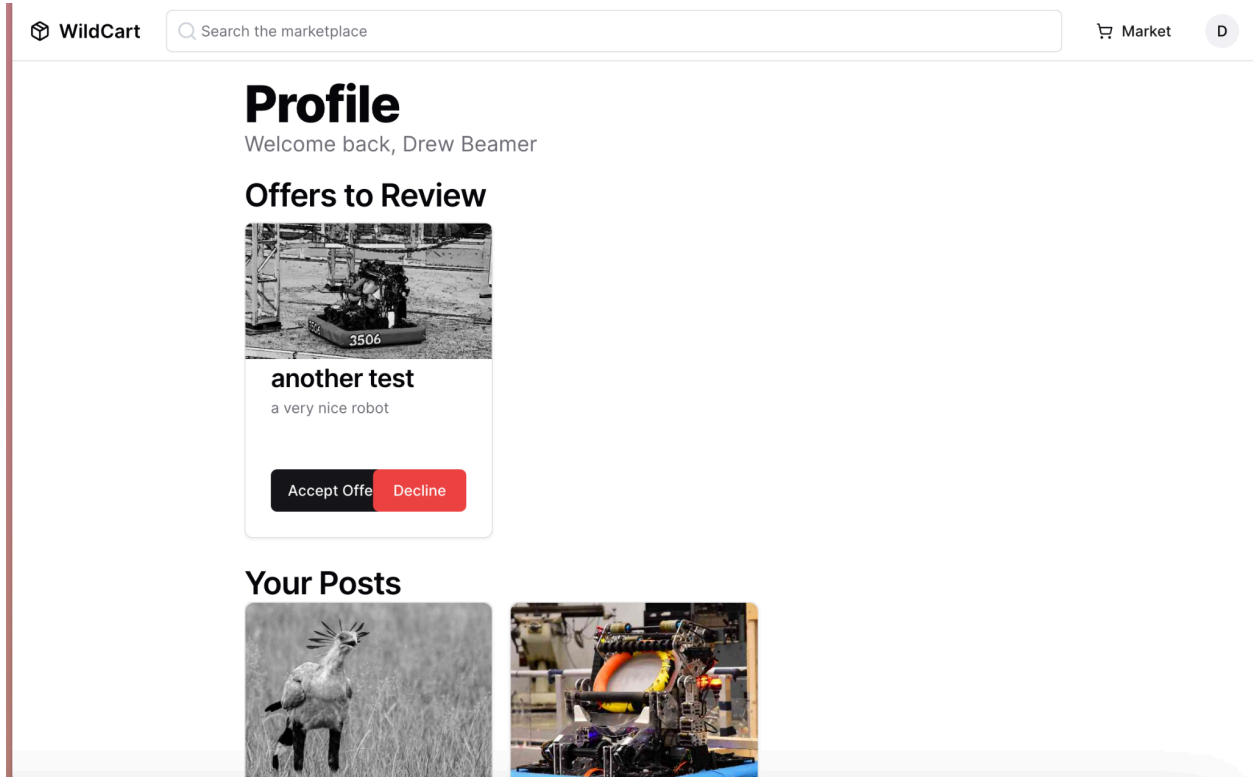 WildCart
Search the marketplace
Market
D
Profile
Welcome back, Drew Beamer
Offers to Review
3506
3506
another test
a very nice robot
Accept Offe
Decline
Your Posts